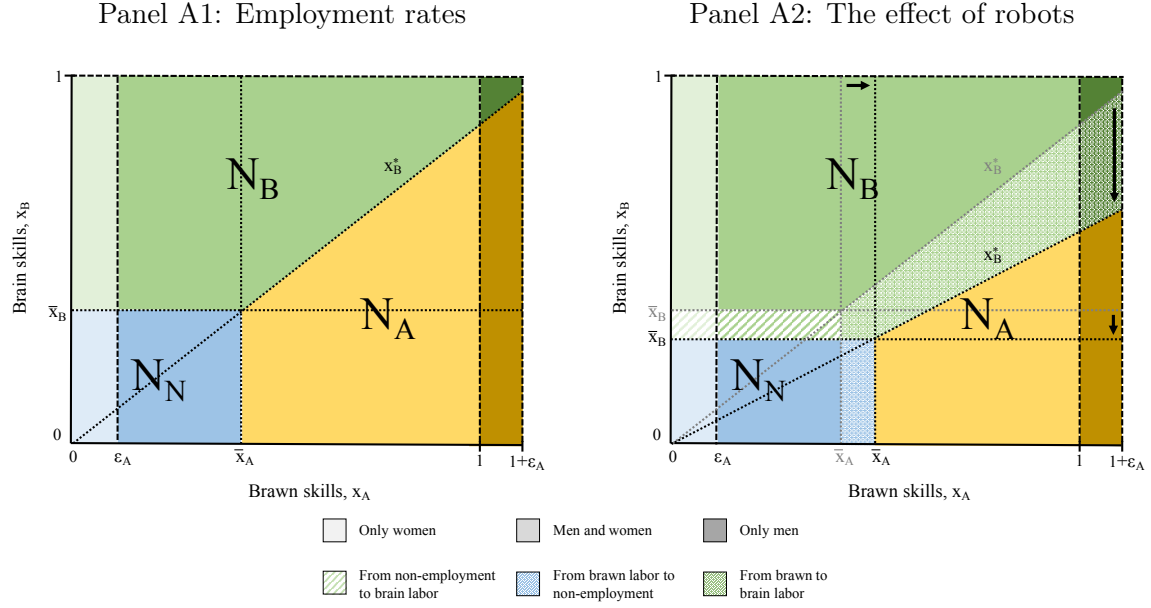 Panel A1: Employment rates
Panel A2: The effect of robots
1
N_B
x_B^*
Brain skills, x_B
x̅_B
N_A
N_N
0
0
ε_A
x̅_A
1
1+ε_A
Brawn skills, x_A
1
N_B
x_B^*
x_B^*
Brain skills, x_B
x̅_B
x̅_B
N_A
N_N
0
0
ε_A
x̅_A
x̅_A
1
1+ε_A
Brawn skills, x_A
Only women
Men and women
Only men
From non-employment
to brain labor
From brawn labor to
non-employment
From brawn to
brain labor